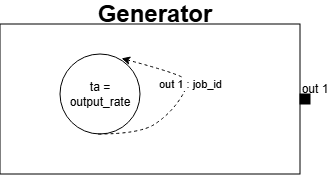 Generator
ta =
output_rate
out 1 : job_id
out 1